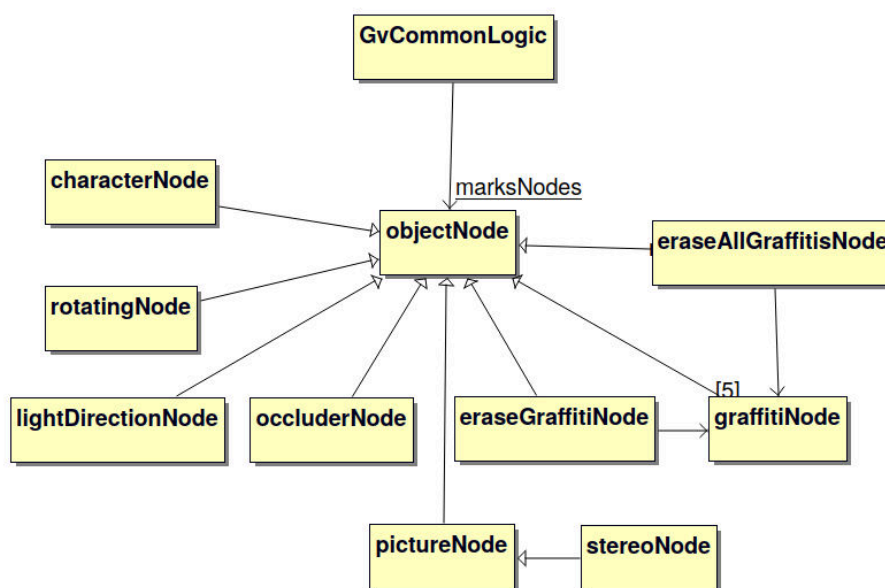 GvCommonLogic
characterNode
marksNodes
objectNode
eraseAllGraffitisNode
rotatingNode
[5]
lightDirectionNode
occluderNode
eraseGraffitiNode
graffitiNode
pictureNode
stereoNode